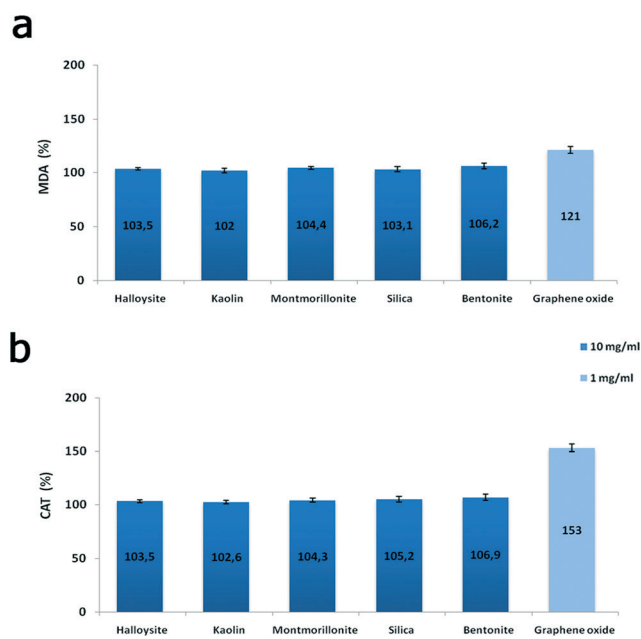 a
200
150
100
50
0
MDA (%)
103,5
102
104,4
103,1
106,2
121
Halloysite
Kaolin
Montmorillonite
Silica
Bentonite
Graphene oxide
10 mg/ml
1 mg/ml
b
200
150
100
50
0
CAT (%)
103,5
102,6
104,3
105,2
106,9
153
Halloysite
Kaolin
Montmorillonite
Silica
Bentonite
Graphene oxide